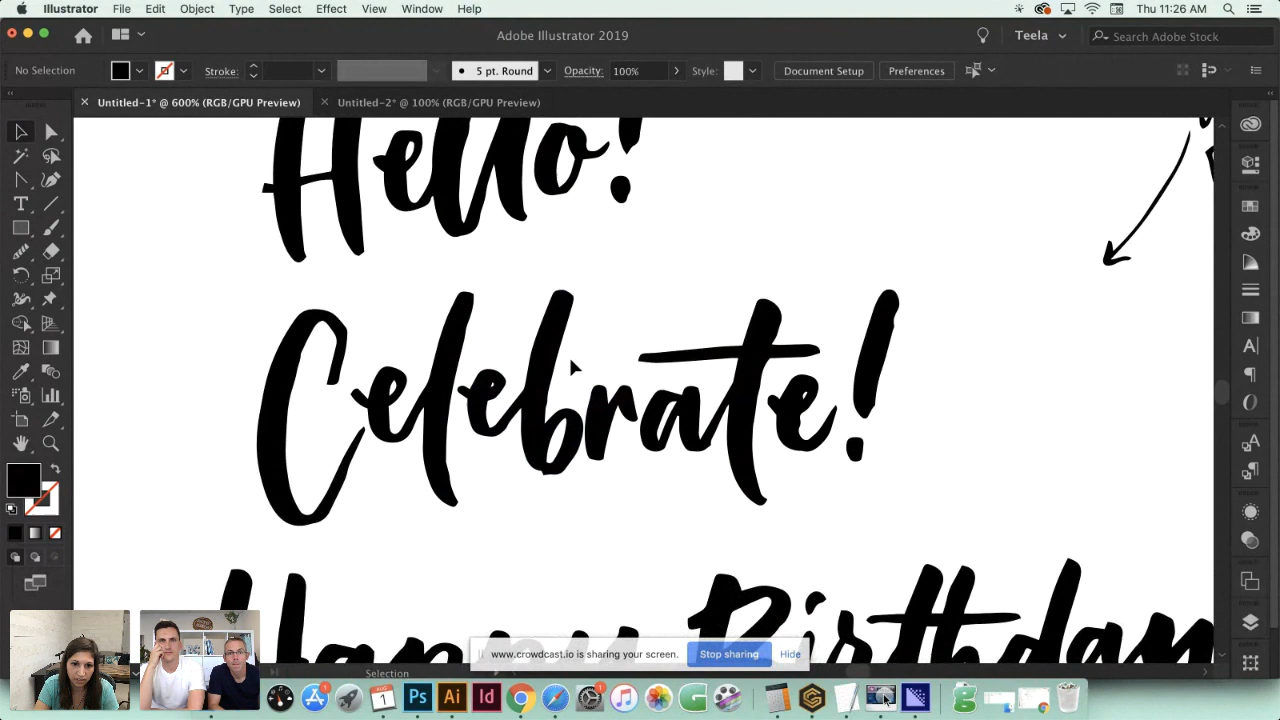 Illustrator File Edit Object Type Select Effect View Window Help Thu 11:26 AM
Adobe Illustrator 2019 Teela Search Adobe Stock
No Selection Stroke: 5 pt. Round Opacity: 100% Style: Document Setup Preferences
× Untitled-1* @ 600% (RGB/GPU Preview) × Untitled-2* @ 100% (RGB/GPU Preview)
Hello!
Celebrate!
Happy Birthday
www.crowdcast.io is sharing your screen. Stop sharing Hide
Selection